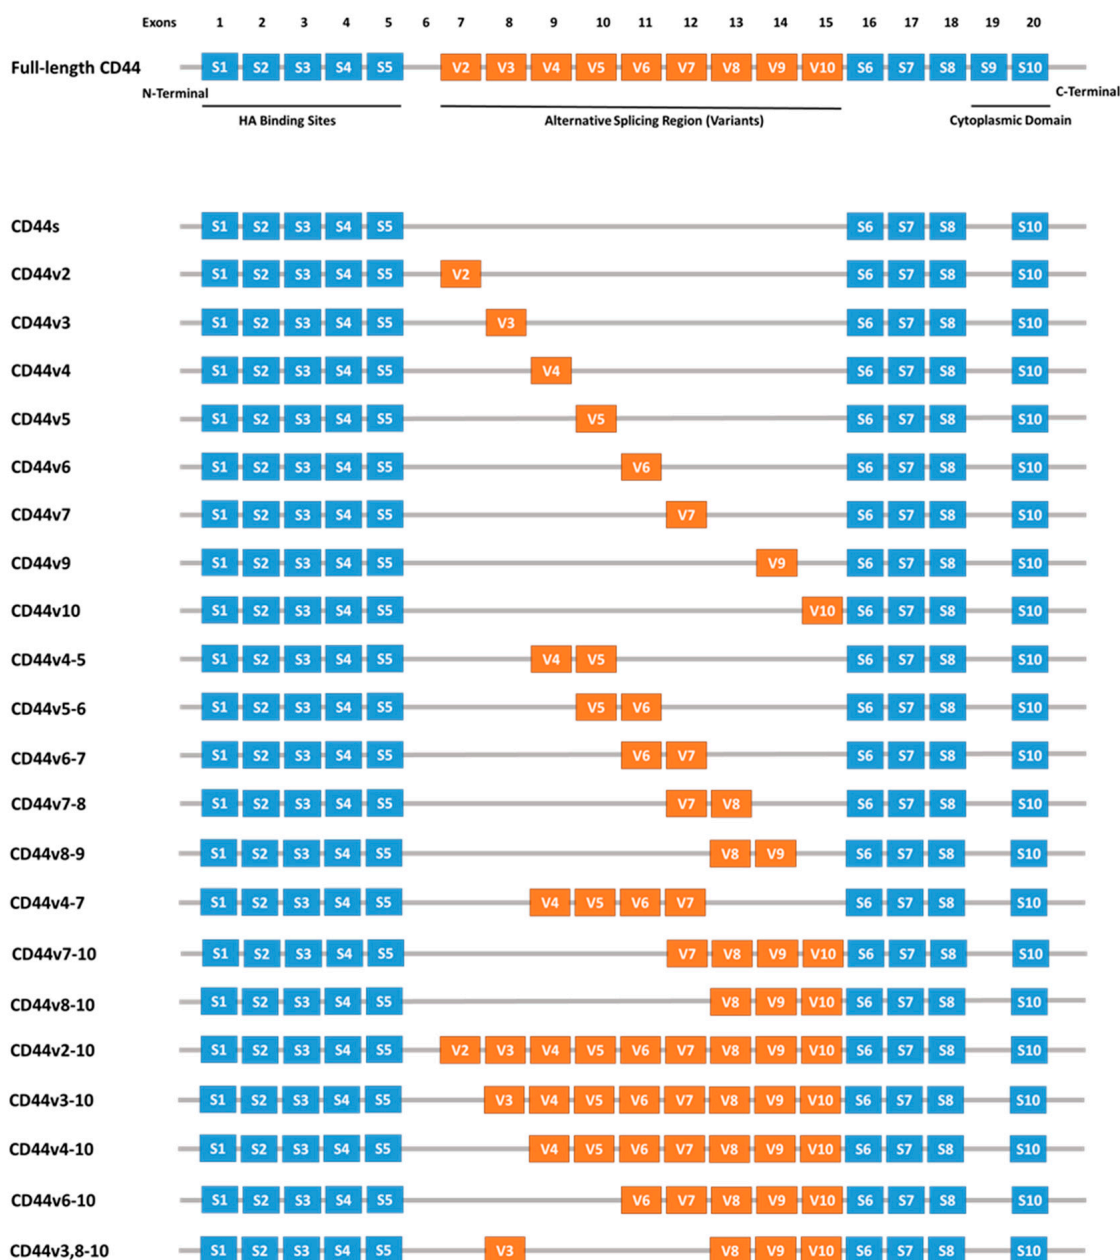 Exons 1 2 3 4 5 6 7 8 9 10 11 12 13 14 15 16 17 18 19 20
Full-length CD44 S1 S2 S3 S4 S5 V2 V3 V4 V5 V6 V7 V8 V9 V10 S6 S7 S8 S9 S10
N-Terminal C-Terminal
HA Binding Sites Alternative Splicing Region (Variants) Cytoplasmic Domain
CD44s S1 S2 S3 S4 S5 S6 S7 S8 S10
CD44v2 S1 S2 S3 S4 S5 V2 S6 S7 S8 S10
CD44v3 S1 S2 S3 S4 S5 V3 S6 S7 S8 S10
CD44v4 S1 S2 S3 S4 S5 V4 S6 S7 S8 S10
CD44v5 S1 S2 S3 S4 S5 V5 S6 S7 S8 S10
CD44v6 S1 S2 S3 S4 S5 V6 S6 S7 S8 S10
CD44v7 S1 S2 S3 S4 S5 V7 S6 S7 S8 S10
CD44v9 S1 S2 S3 S4 S5 V9 S6 S7 S8 S10
CD44v10 S1 S2 S3 S4 S5 V10 S6 S7 S8 S10
CD44v4-5 S1 S2 S3 S4 S5 V4 V5 S6 S7 S8 S10
CD44v5-6 S1 S2 S3 S4 S5 V5 V6 S6 S7 S8 S10
CD44v6-7 S1 S2 S3 S4 S5 V6 V7 S6 S7 S8 S10
CD44v7-8 S1 S2 S3 S4 S5 V7 V8 S6 S7 S8 S10
CD44v8-9 S1 S2 S3 S4 S5 V8 V9 S6 S7 S8 S10
CD44v4-7 S1 S2 S3 S4 S5 V4 V5 V6 V7 S6 S7 S8 S10
CD44v7-10 S1 S2 S3 S4 S5 V7 V8 V9 V10 S6 S7 S8 S10
CD44v8-10 S1 S2 S3 S4 S5 V8 V9 V10 S6 S7 S8 S10
CD44v2-10 S1 S2 S3 S4 S5 V2 V3 V4 V5 V6 V7 V8 V9 V10 S6 S7 S8 S10
CD44v3-10 S1 S2 S3 S4 S5 V3 V4 V5 V6 V7 V8 V9 V10 S6 S7 S8 S10
CD44v4-10 S1 S2 S3 S4 S5 V4 V5 V6 V7 V8 V9 V10 S6 S7 S8 S10
CD44v6-10 S1 S2 S3 S4 S5 V6 V7 V8 V9 V10 S6 S7 S8 S10
CD44v3,8-10 S1 S2 S3 S4 S5 V3 V8 V9 V10 S6 S7 S8 S10